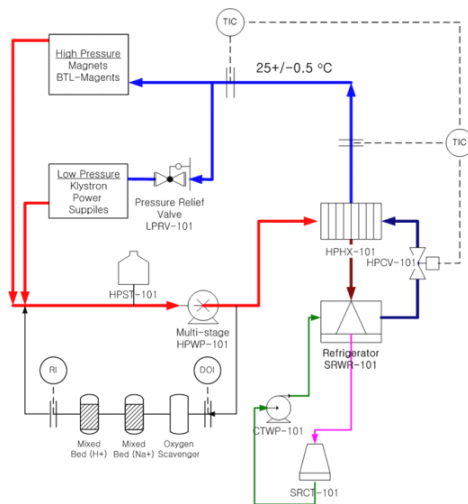 TIC
High Pressure
Magnets
BTL-Magents
25+/-0.5 °C
TIC
Low Pressure
Klystron
Power
Suppiles
Pressure Relief
Valve
LPRV-101
HPHX-101
HPCV-101
HPST-101
Multi-stage
HPWP-101
Refrigerator
SRWR-101
RI
DOI
CTWP-101
Mixed
Bed (H+)
Mixed
Bed (Na+)
Oxygen
Scavenger
SRCT-101